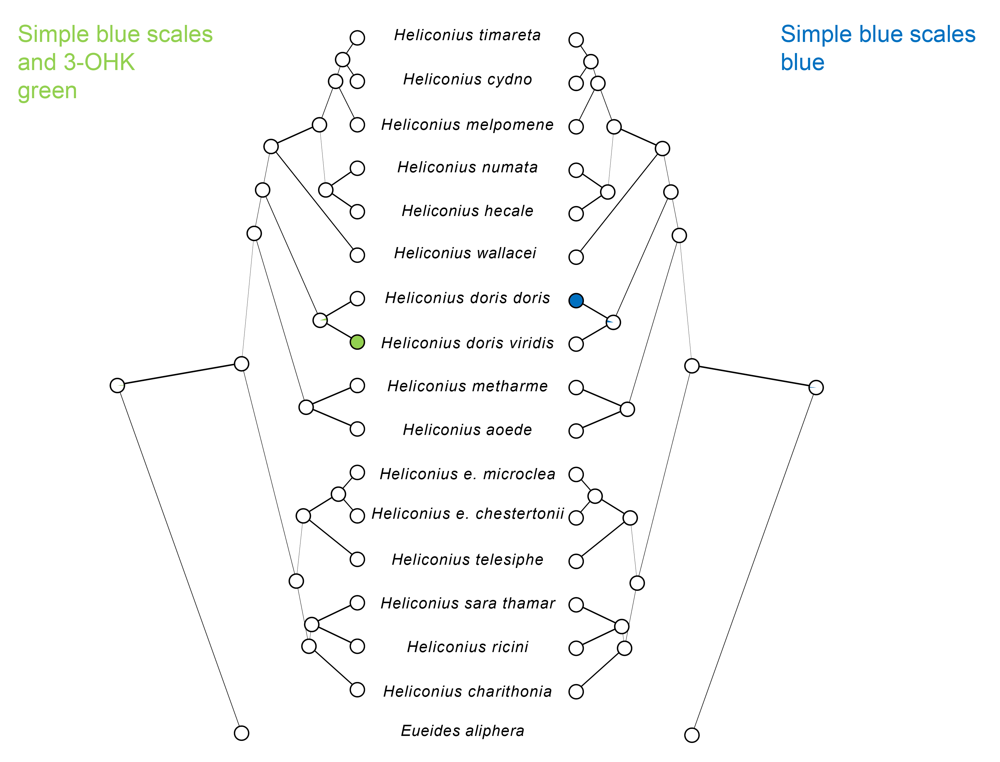 Simple blue scales
and 3-OHK
green
Simple blue scales
blue
Heliconius timareta
Heliconius cydno
Heliconius melpomene
Heliconius numata
Heliconius hecale
Heliconius wallacei
Heliconius doris doris
Heliconius doris viridis
Heliconius metharme
Heliconius aoede
Heliconius e. microclea
Heliconius e. chestertonii
Heliconius telesiphe
Heliconius sara thamar
Heliconius ricini
Heliconius charithonia
Eueides aliphera